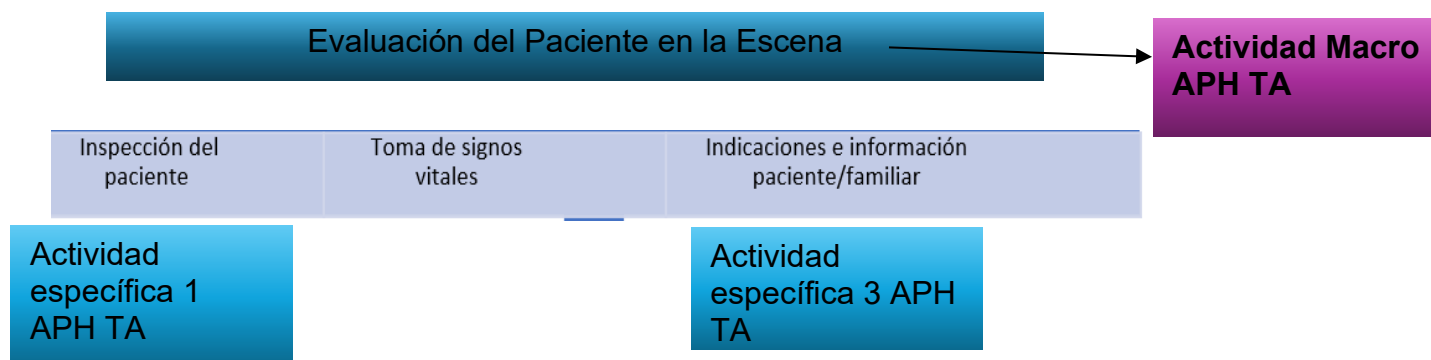 Evaluación del Paciente en la Escena
Actividad Macro
APH TA
Inspección del
paciente
Toma de signos
vitales
Indicaciones e información
paciente/familiar
Actividad
específica 1
APH TA
Actividad
específica 3 APH
TA